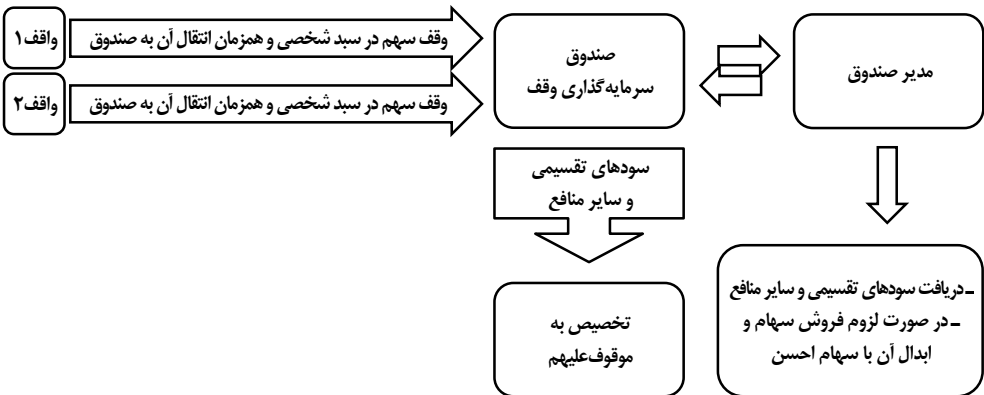 واقف۱
وقف سهم در سبد شخصی و همزمان انتقال آن به صندوق
واقف۲
وقف سهم در سبد شخصی و همزمان انتقال آن به صندوق
صندوق
سرمایه‌گذاری وقف
مدیر صندوق
سودهای تقسیمی
و سایر منافع
تخصیص به
موقوف‌علیهم
ـ دریافت سودهای تقسیمی و سایر منافع
ـ در صورت لزوم فروش سهام و
ابدال آن با سهام احسن